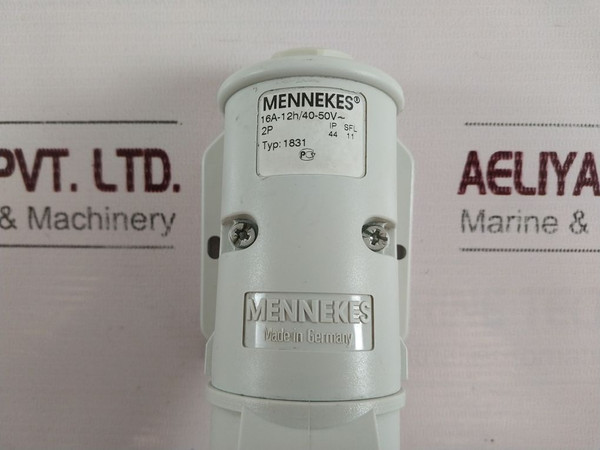 MENNEKES®
16A-12h/40-50V~
2P IP SFL
44 11
Typ: 1831
MENNEKES
Made in Germany
PVT. LTD.
& Machinery
AELIYA
Marine &